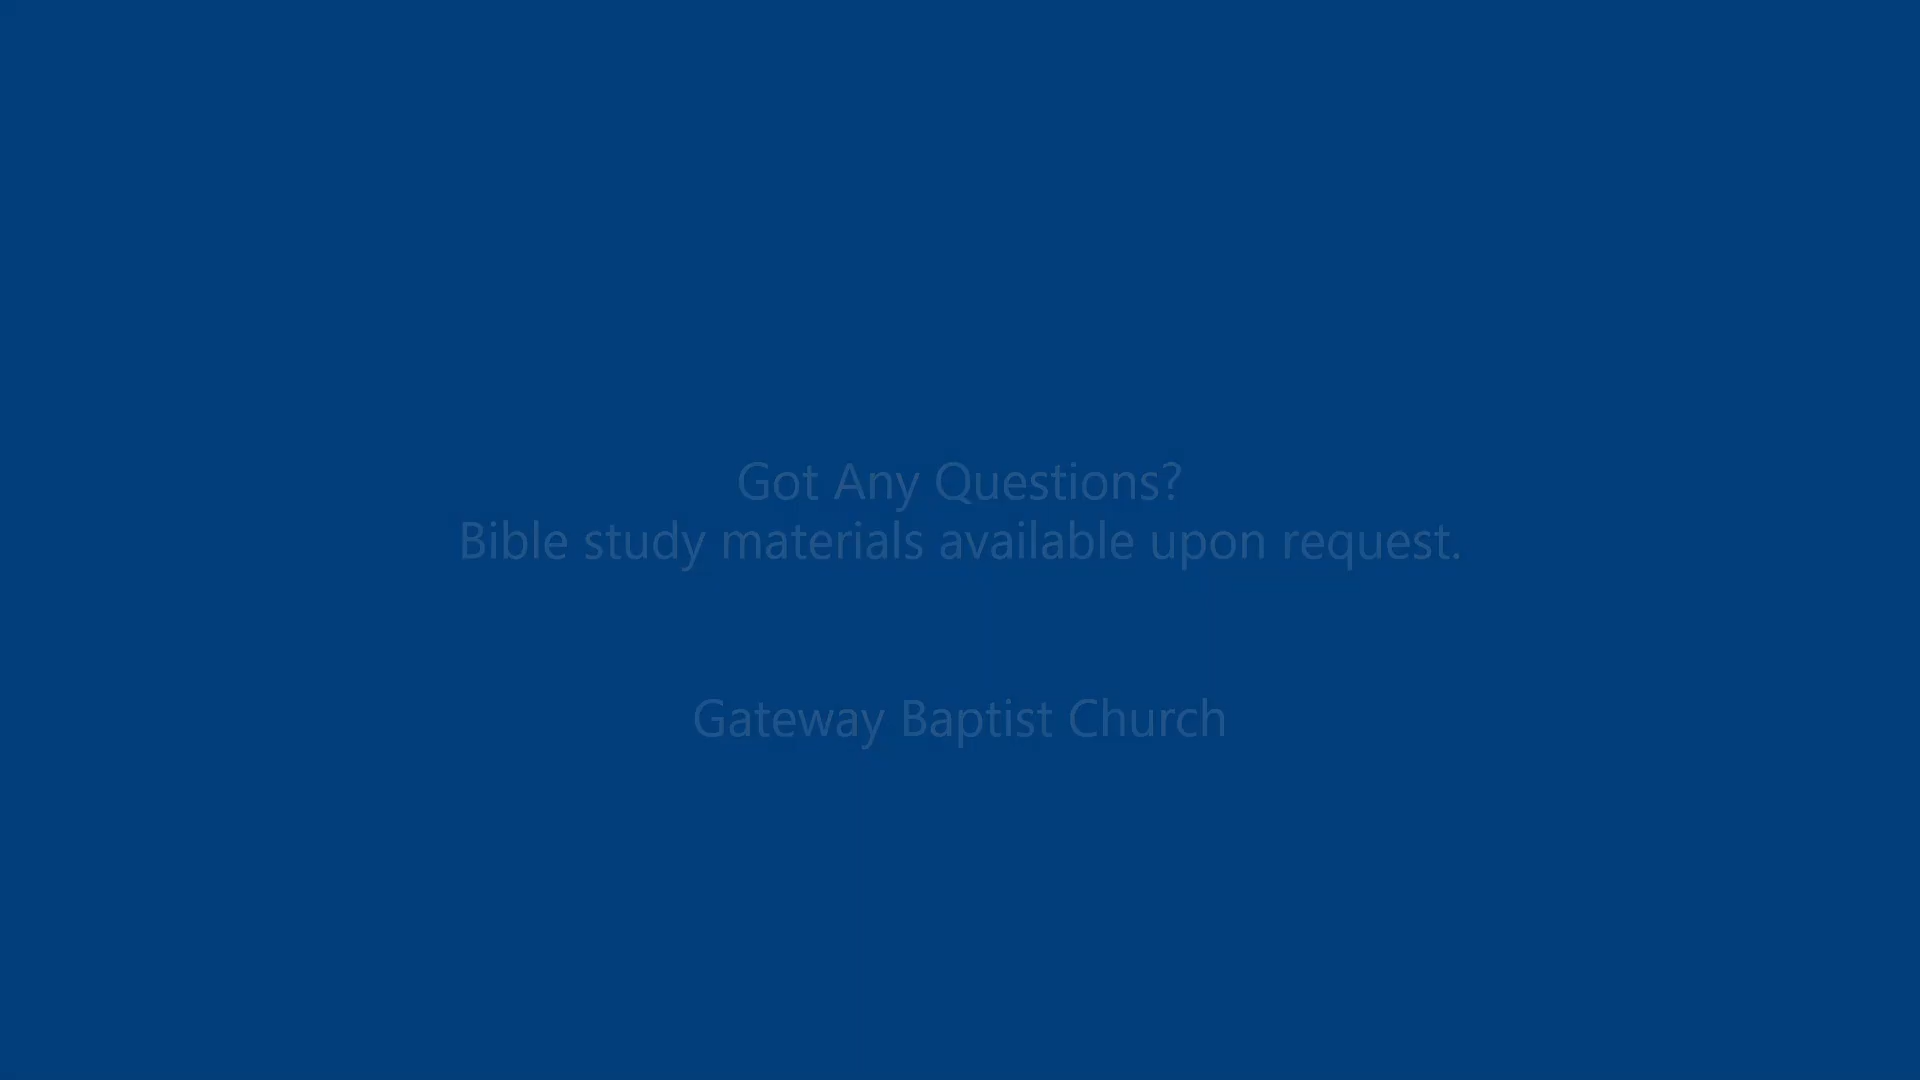 Got Any Questions?
Bible study materials available upon request.
Gateway Baptist Church